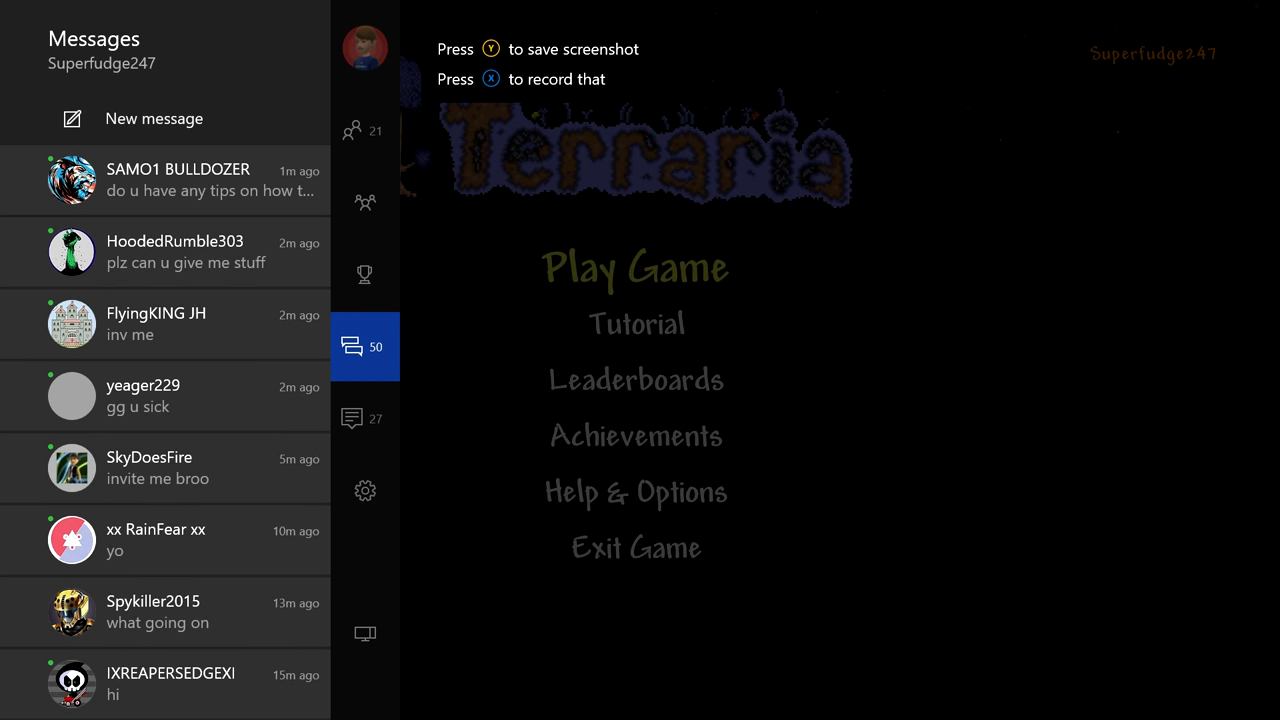 Messages
Superfudge247
New message
SAMO1 BULLDOZER 1m ago
do u have any tips on how t...
HoodedRumble303 2m ago
plz can u give me stuff
FlyingKING JH 2m ago
inv me
yeager229 2m ago
gg u sick
SkyDoesFire 5m ago
invite me broo
xx RainFear xx 10m ago
yo
Spykiller2015 13m ago
what going on
IXREAPERSEDGEXI 15m ago
hi
21
50
27
Press Y to save screenshot
Press X to record that
Superfudge247
Terraria
Play Game
Tutorial
Leaderboards
Achievements
Help & Options
Exit Game